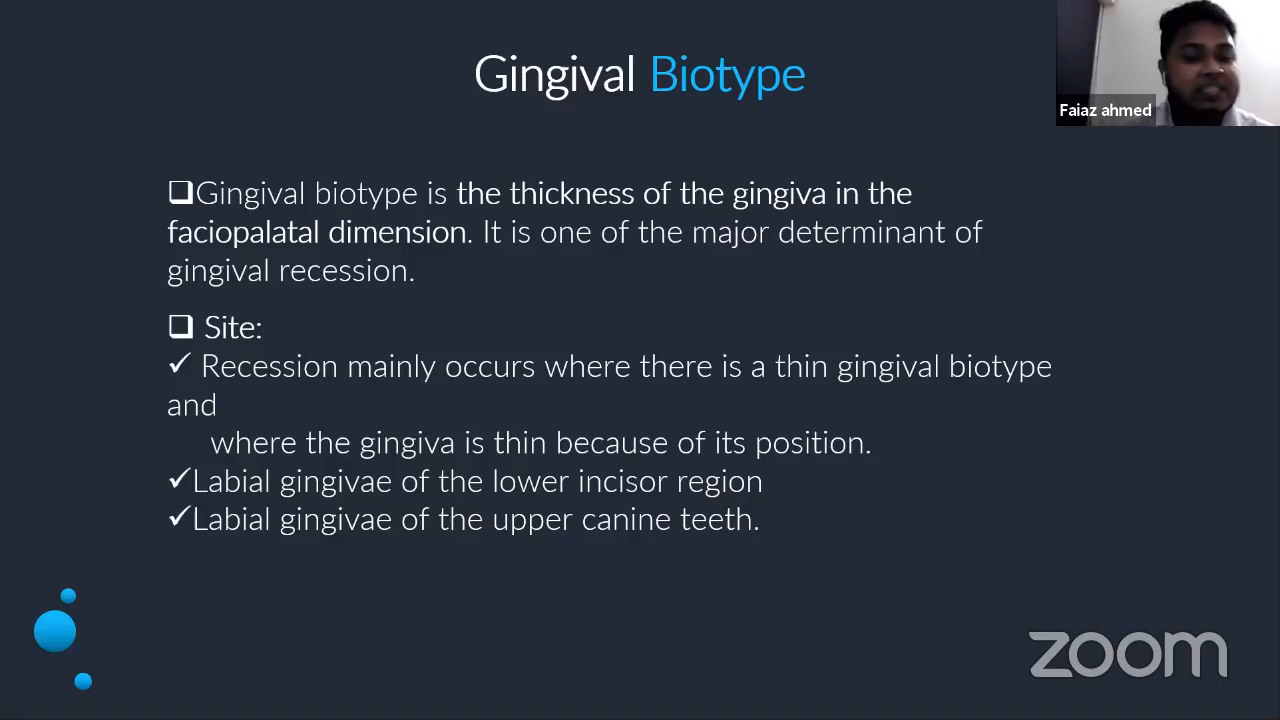 Gingival Biotype
Faiaz ahmed
❑Gingival biotype is the thickness of the gingiva in the
faciopalatal dimension. It is one of the major determinant of
gingival recession.
❑ Site:
✓ Recession mainly occurs where there is a thin gingival biotype
and
where the gingiva is thin because of its position.
✓Labial gingivae of the lower incisor region
✓Labial gingivae of the upper canine teeth.
zoom